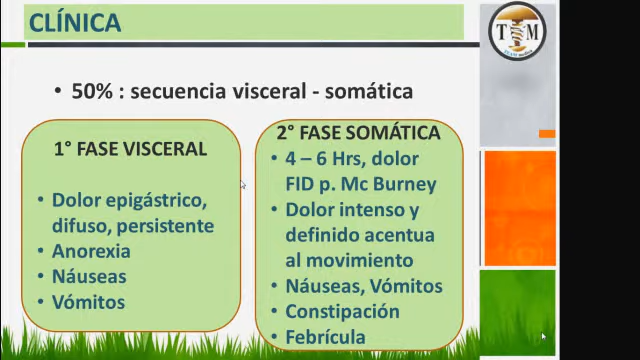 CLÍNICA
T M
• 50% : secuencia visceral - somática
1° FASE VISCERAL
• Dolor epigástrico,
difuso, persistente
• Anorexia
• Náuseas
• Vómitos
2° FASE SOMÁTICA
• 4 – 6 Hrs, dolor
FID p. Mc Burney
• Dolor intenso y
definido acentua
al movimiento
• Náuseas, Vómitos
• Constipación
• Febrícula